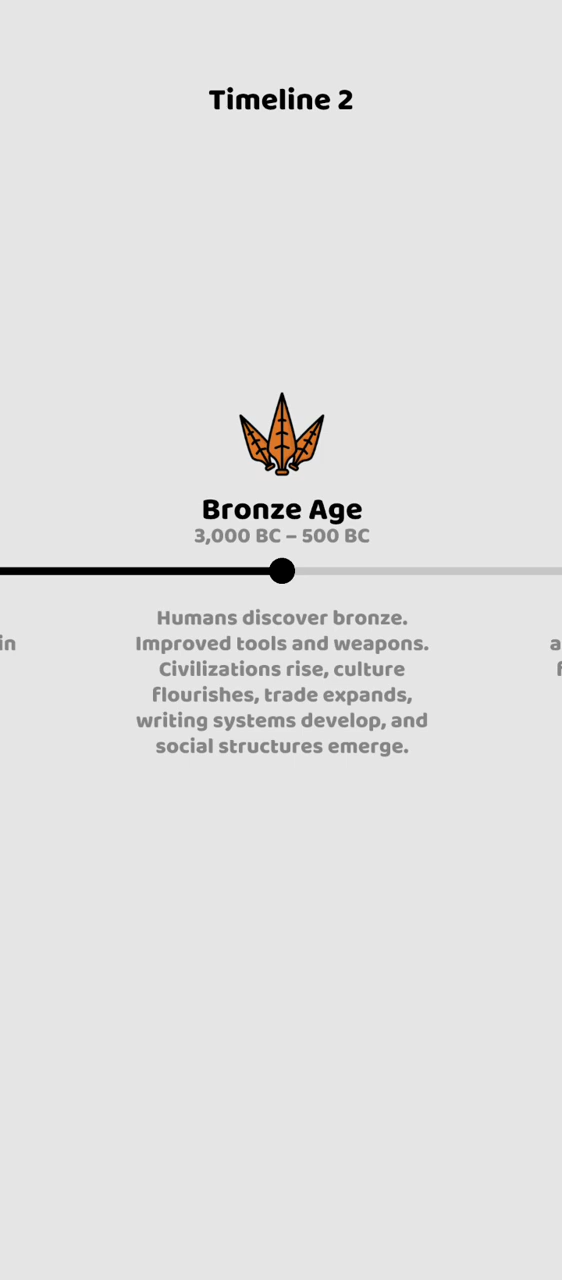 Timeline 2
Bronze Age
3,000 BC – 500 BC
Humans discover bronze.
in
Improved tools and weapons.
a
Civilizations rise, culture
f
flourishes, trade expands,
writing systems develop, and
social structures emerge.